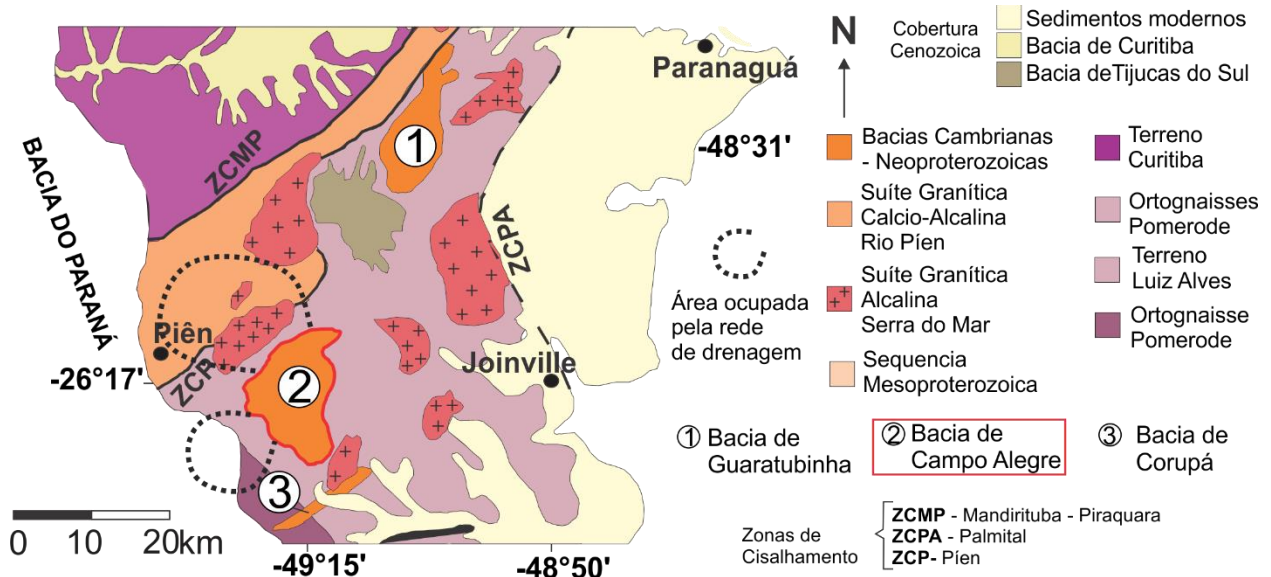 Paranaguá
ZCMP
1
-48°31'
BACIA DO PARANÁ
ZCPA
Piên
-26°17'
ZCP
2
Joinville
3
0 10 20km
-49°15'
-48°50'
N
Cobertura
Cenozoica
Sedimentos modernos
Bacia de Curitiba
Bacia deTijucas do Sul
Bacias Cambrianas
- Neoproterozoicas
Suíte Granítica
Calcio-Alcalina
Rio Píen
Suíte Granítica
Alcalina
Serra do Mar
Sequencia
Mesoproterozoica
Terreno
Curitiba
Ortognaisses
Pomerode
Terreno
Luiz Alves
Ortognaisse
Pomerode
Área ocupada
pela rede
de drenagem
1 Bacia de
Guaratubinha
2 Bacia de
Campo Alegre
3 Bacia de
Corupá
Zonas de
Cisalhamento
ZCMP - Mandirituba - Piraquara
ZCPA - Palmital
ZCP- Píen